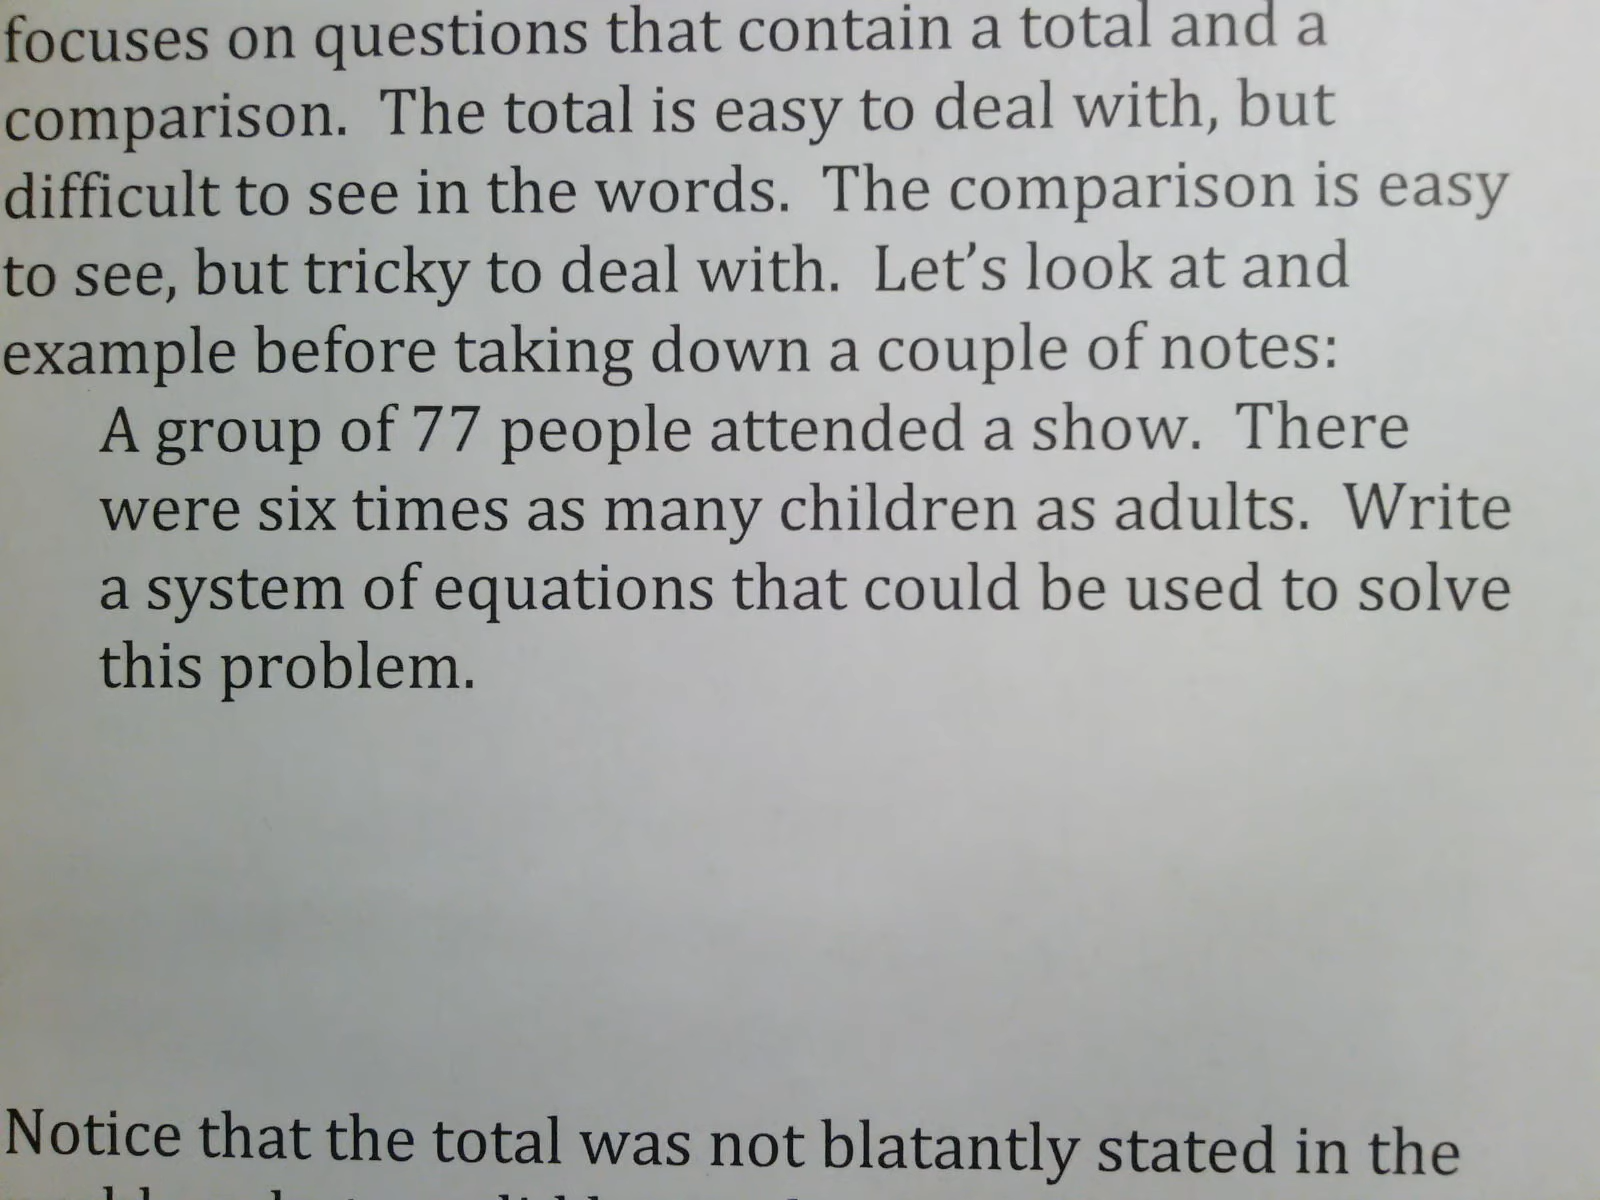 focuses on questions that contain a total and a
comparison. The total is easy to deal with, but
difficult to see in the words. The comparison is easy
to see, but tricky to deal with. Let's look at and
example before taking down a couple of notes:
A group of 77 people attended a show. There
were six times as many children as adults. Write
a system of equations that could be used to solve
this problem.
Notice that the total was not blatantly stated in the